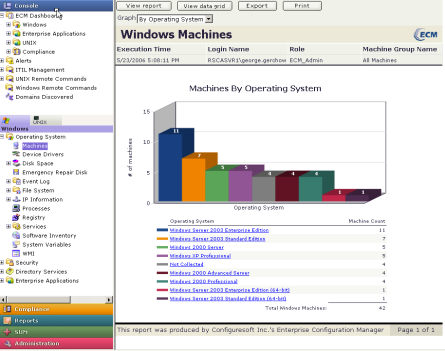 Console
ECM Dashboards
Windows
Enterprise Applications
UNIX
Compliance
Alerts
ITIL Management
UNIX Remote Commands
Windows Remote Commands
Domains Discovered
UNIX
Windows
Operating System
Machines
Device Drivers
Disk Space
Emergency Repair Disk
Event Log
File System
IP Information
Processes
Registry
Services
Software Inventory
System Variables
WMI
Security
Directory Services
Enterprise Applications
Compliance
Reports
SUM
Administration
View report View data grid Export Print
Graph: By Operating System
Windows Machines
ECM
Execution Time Login Name Role Machine Group Name
5/23/2006 5:08:11 PM RSCASVR1\george.gerchow ECM_Admin All Machines
Machines By Operating System
# of machines
15
10
5
0
11 7 5 5 4 4 4 1 1
Operating System
Operating System Machine Count
Windows Server 2003 Enterprise Edition 11
Windows Server 2003 Standard Edition 7
Windows 2000 Server 5
Windows XP Professional 5
Not Collected 4
Windows 2000 Advanced Server 4
Windows 2000 Professional 4
Windows Server 2003 Enterprise Edition (64-bit) 1
Windows Server 2003 Standard Edition (64-bit) 1
Total Windows Machines: 42
This report was produced by Configuresoft Inc.'s Enterprise Configuration Manager Page 1 of 1